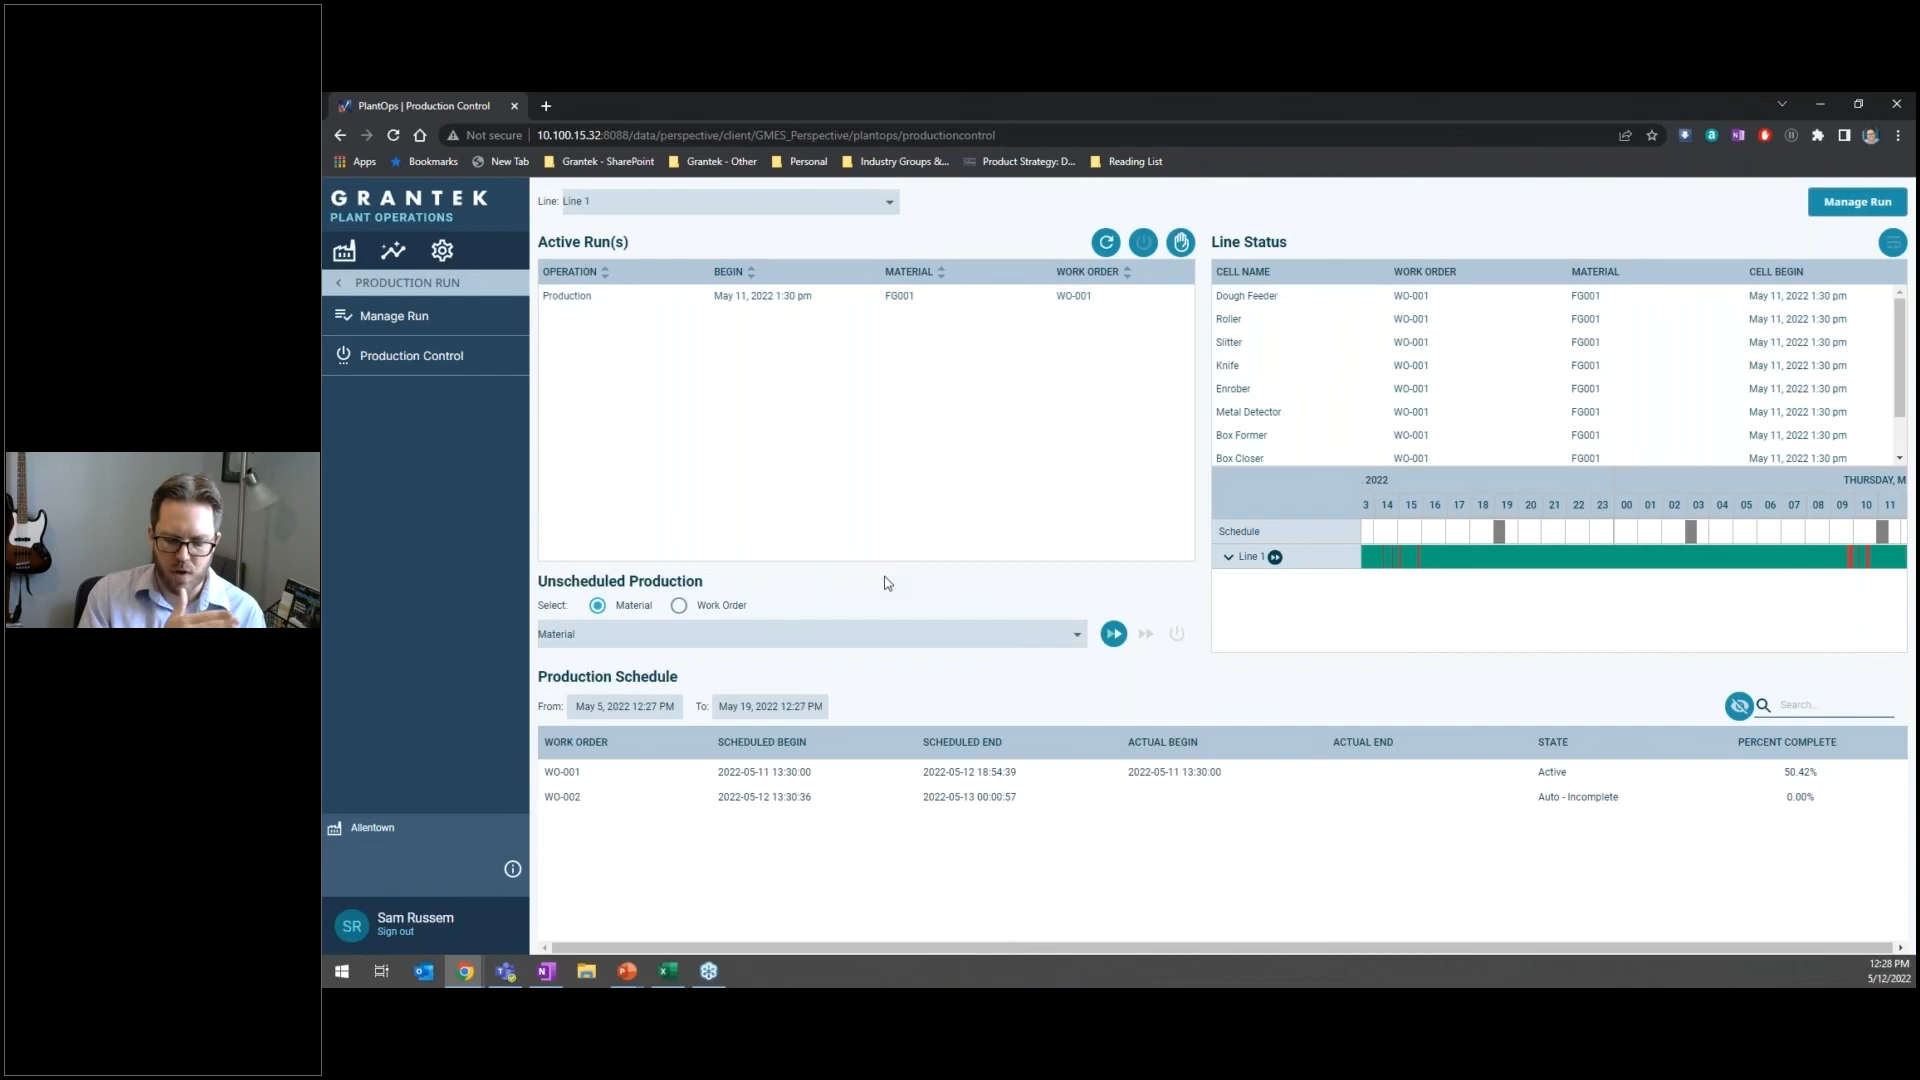 PlantOps | Production Control
Not secure 10.100.15.32:8088/data/perspective/client/GMES_Perspective/plantops/productioncontrol
Apps Bookmarks New Tab Grantek - SharePoint Grantek - Other Personal Industry Groups &... Product Strategy: D... Reading List
GRANTEK
PLANT OPERATIONS
PRODUCTION RUN
Manage Run
Production Control
Allentown
SR
Sam Russem
Sign out
Line: Line 1
Manage Run
Active Run(s)
OPERATION BEGIN MATERIAL WORK ORDER
Production May 11, 2022 1:30 pm FG001 WO-001
Line Status
CELL NAME WORK ORDER MATERIAL CELL BEGIN
Dough Feeder WO-001 FG001 May 11, 2022 1:30 pm
Roller WO-001 FG001 May 11, 2022 1:30 pm
Slitter WO-001 FG001 May 11, 2022 1:30 pm
Knife WO-001 FG001 May 11, 2022 1:30 pm
Enrober WO-001 FG001 May 11, 2022 1:30 pm
Metal Detector WO-001 FG001 May 11, 2022 1:30 pm
Box Former WO-001 FG001 May 11, 2022 1:30 pm
Box Closer WO-001 FG001 May 11, 2022 1:30 pm
. 2022 THURSDAY, M
3 14 15 16 17 18 19 20 21 22 23 00 01 02 03 04 05 06 07 08 09 10 11
Schedule
Line 1
Unscheduled Production
Select: Material Work Order
Material
Production Schedule
From: May 5, 2022 12:27 PM To: May 19, 2022 12:27 PM
Search...
WORK ORDER SCHEDULED BEGIN SCHEDULED END ACTUAL BEGIN ACTUAL END STATE PERCENT COMPLETE
WO-001 2022-05-11 13:30:00 2022-05-12 18:54:39 2022-05-11 13:30:00 Active 50.42%
WO-002 2022-05-12 13:30:36 2022-05-13 00:00:57 Auto - Incomplete 0.00%
12:28 PM
5/12/2022